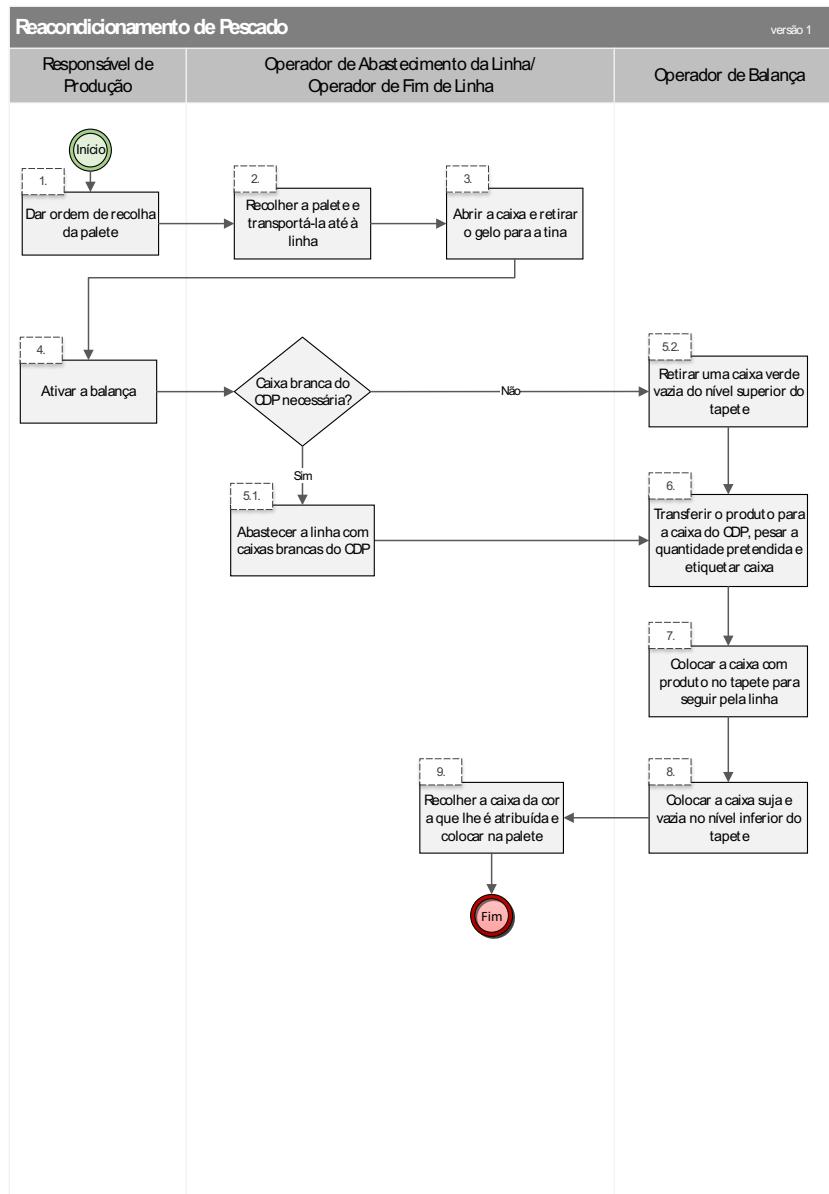 Reacondicionamento de Pescado
versão 1
Responsável de
Produção
Operador de Abastecimento da Linha/
Operador de Fim de Linha
Operador de Balança
Início
1.
Dar ordem de recolha
da palete
2.
Recolher a palete e
transportá-la até à
linha
3.
Abrir a caixa e retirar
o gelo para a tina
4.
Ativar a balança
Caixa branca do
CDP necessária?
Não
Sim
5.2.
Retirar uma caixa verde
vazia do nível superior do
tapete
5.1.
Abastecer a linha com
caixas brancas do CDP
6.
Transferir o produto para
a caixa do CDP, pesar a
quantidade pretendida e
etiquetar caixa
7.
Colocar a caixa com
produto no tapete para
seguir pela linha
8.
Colocar a caixa suja e
vazia no nível inferior do
tapete
9.
Recolher a caixa da cor
a que lhe é atribuída e
colocar na palete
Fim